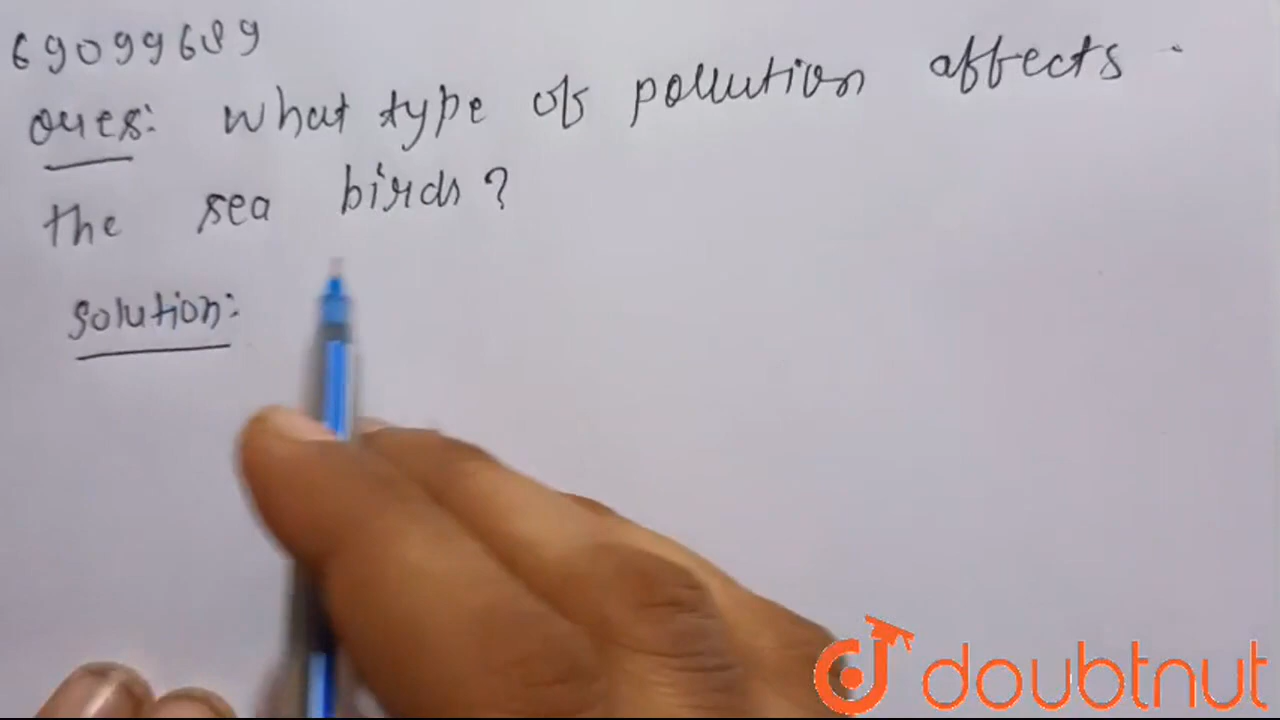 69099689
Ques: What type of pollution affects
the sea birds?
Solution:
doubtnut